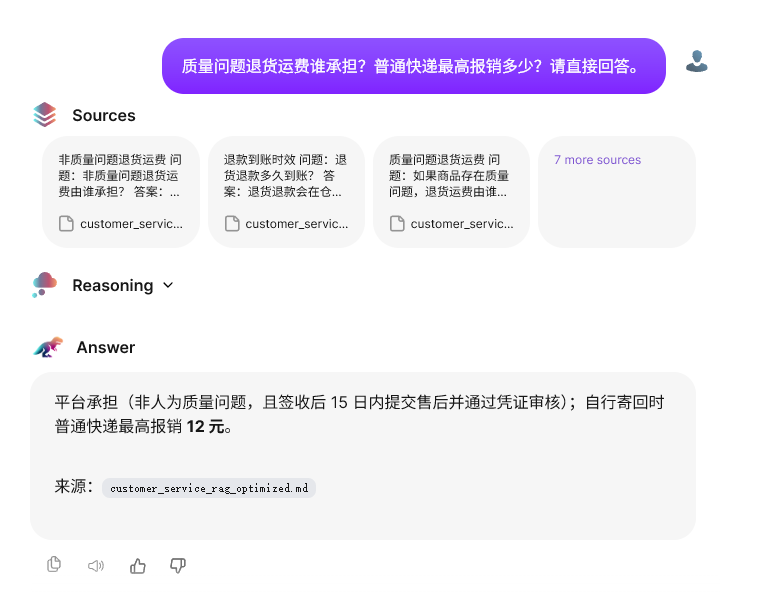 质量问题退货运费谁承担？普通快递最高报销多少？请直接回答。
Sources
非质量问题退货运费 问
题：非质量问题退货运
费由谁承担？ 答案：...
customer_servic...
退款到账时效 问题：退
货退款多久到账？ 答
案：退货退款会在仓...
customer_servic...
质量问题退货运费 问
题：如果商品存在质量
问题，退货运费由谁...
customer_servic...
7 more sources
Reasoning
Answer
平台承担（非人为质量问题，且签收后 15 日内提交售后并通过凭证审核）；自行寄回时
普通快递最高报销 12 元。
来源：customer_service_rag_optimized.md